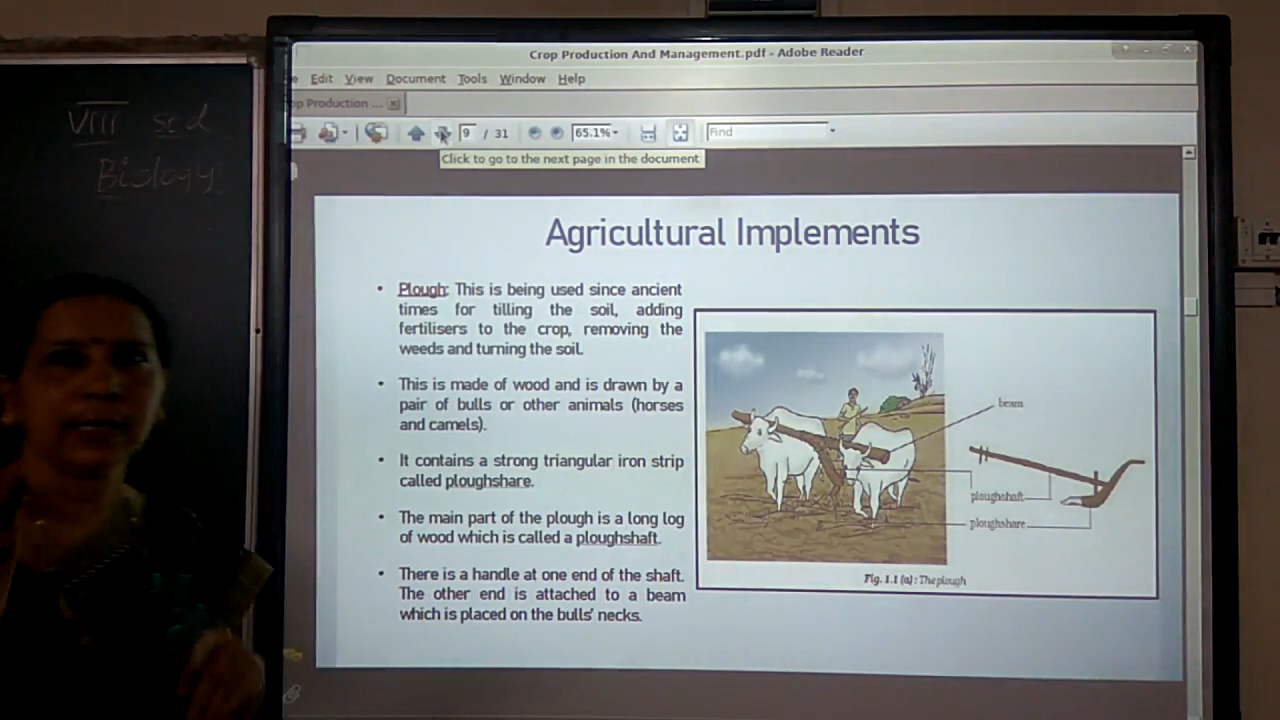 VIII std
Biology
Crop Production And Management.pdf - Adobe Reader
Edit View Document Tools Window Help
op Production ...
9 / 31 65.1% Find
Click to go to the next page in the document
Agricultural Implements
• Plough: This is being used since ancient
times for tilling the soil, adding
fertilisers to the crop, removing the
weeds and turning the soil.
• This is made of wood and is drawn by a
pair of bulls or other animals (horses
and camels).
• It contains a strong triangular iron strip
called ploughshare.
• The main part of the plough is a long log
of wood which is called a ploughshaft.
• There is a handle at one end of the shaft.
The other end is attached to a beam
which is placed on the bulls' necks.
beam
ploughshaft
ploughshare
Fig. 1.1 (a) : The plough